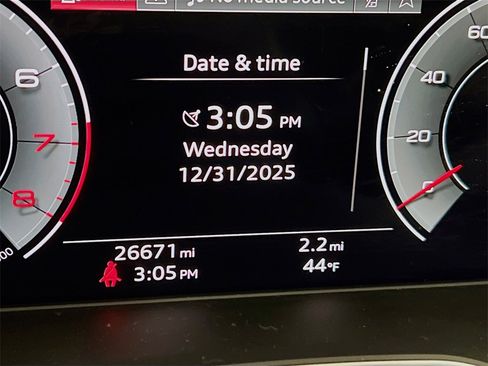 No media source
Date & time
3:05 PM
Wednesday
12/31/2025
6
7
8
60
40
20
0
26671 mi
2.2 mi
3:05 PM
44°F